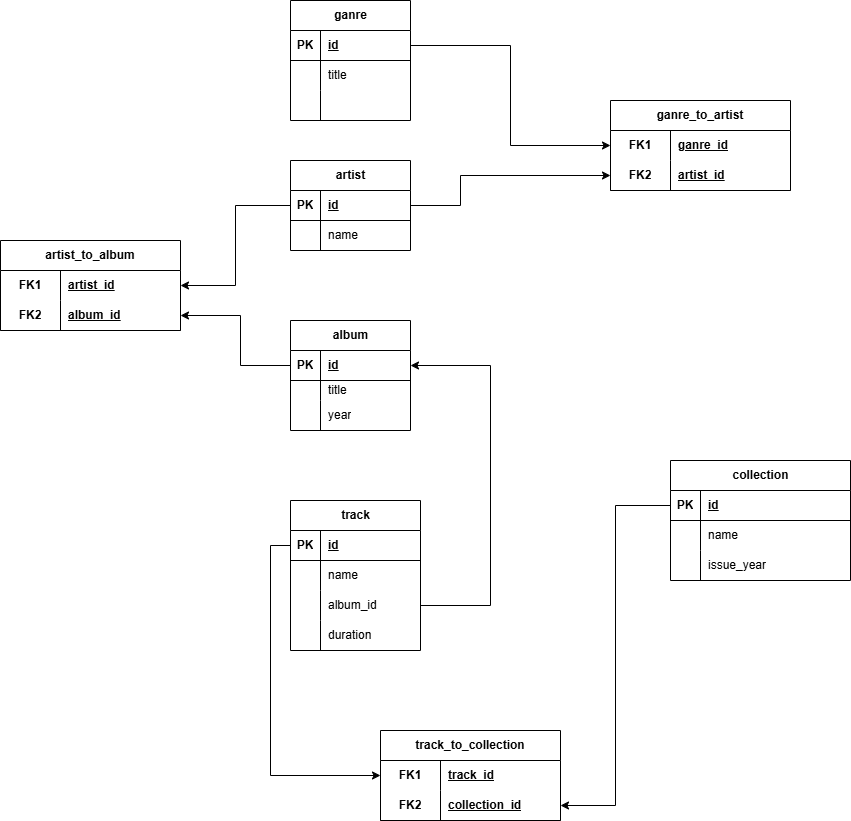 ganre
PK id
title
ganre_to_artist
FK1 ganre_id
FK2 artist_id
artist
PK id
name
artist_to_album
FK1 artist_id
FK2 album_id
album
PK id
title
year
collection
PK id
name
issue_year
track
PK id
name
album_id
duration
track_to_collection
FK1 track_id
FK2 collection_id